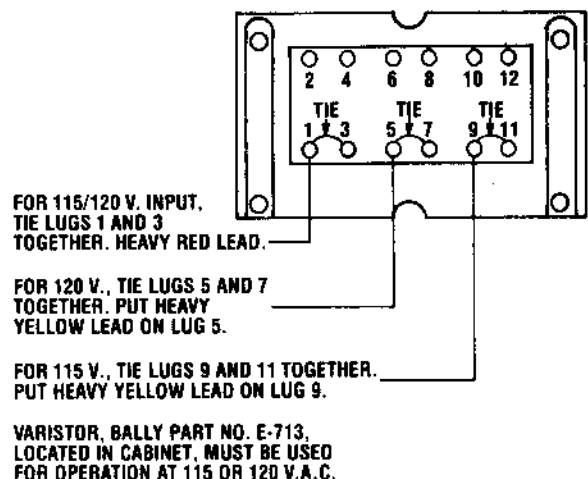 2 4 6 8 10 12
TIE TIE TIE
1 3 5 7 9 11
FOR 115/120 V. INPUT,
TIE LUGS 1 AND 3
TOGETHER. HEAVY RED LEAD.
FOR 120 V., TIE LUGS 5 AND 7
TOGETHER. PUT HEAVY
YELLOW LEAD ON LUG 5.
FOR 115 V., TIE LUGS 9 AND 11 TOGETHER.
PUT HEAVY YELLOW LEAD ON LUG 9.
VARISTOR, BALLY PART NO. E-713,
LOCATED IN CABINET, MUST BE USED
FOR OPERATION AT 115 OR 120 V.A.C.